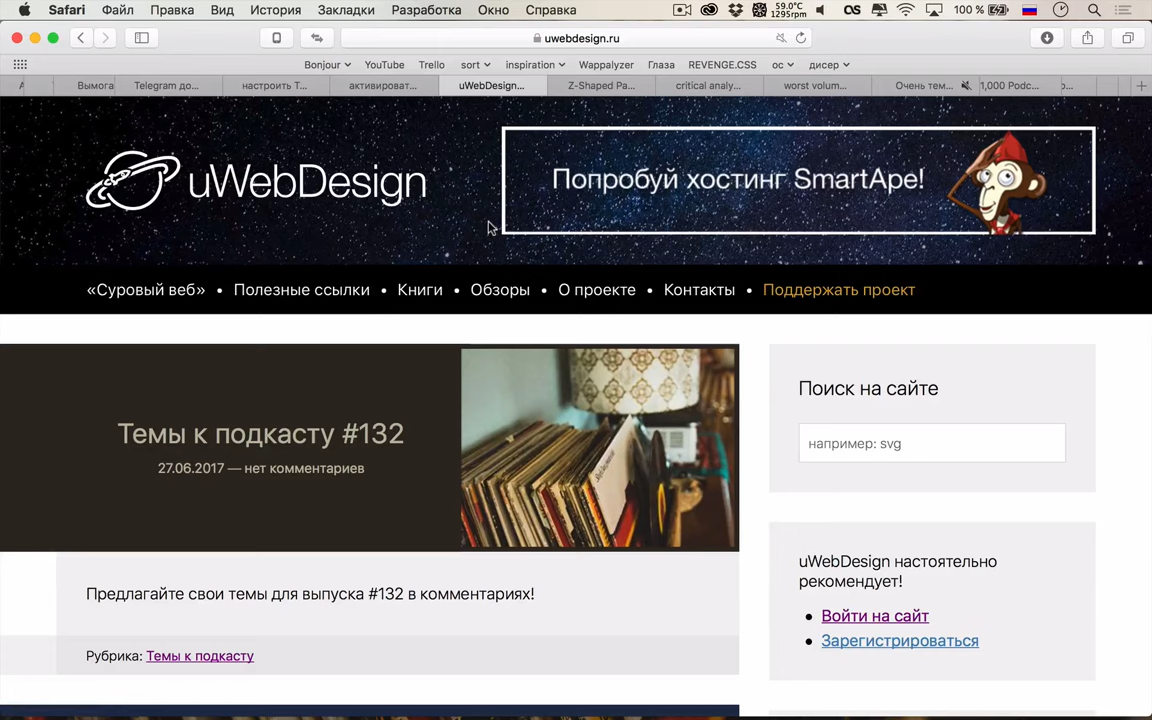 Safari Файл Правка Вид История Закладки Разработка Окно Справка 59.0°C 1295rpm 100 %
uwebdesign.ru
Bonjour YouTube Trello sort inspiration Wappalyzer Глаза REVENGE.CSS ос дисер
Вымога Telegram до... настроить Т... активироват... uWebDesign... Z-Shaped Pa... critical analy... worst volum... Очень тем... 1,000 Podc...
uWebDesign
Попробуй хостинг SmartApe!
«Суровый веб» • Полезные ссылки • Книги • Обзоры • О проекте • Контакты • Поддержать проект
Темы к подкасту #132
27.06.2017 — нет комментариев
Предлагайте свои темы для выпуска #132 в комментариях!
Рубрика: Темы к подкасту
Поиск на сайте
например: svg
uWebDesign настоятельно
рекомендует!
• Войти на сайт
• Зарегистрироваться